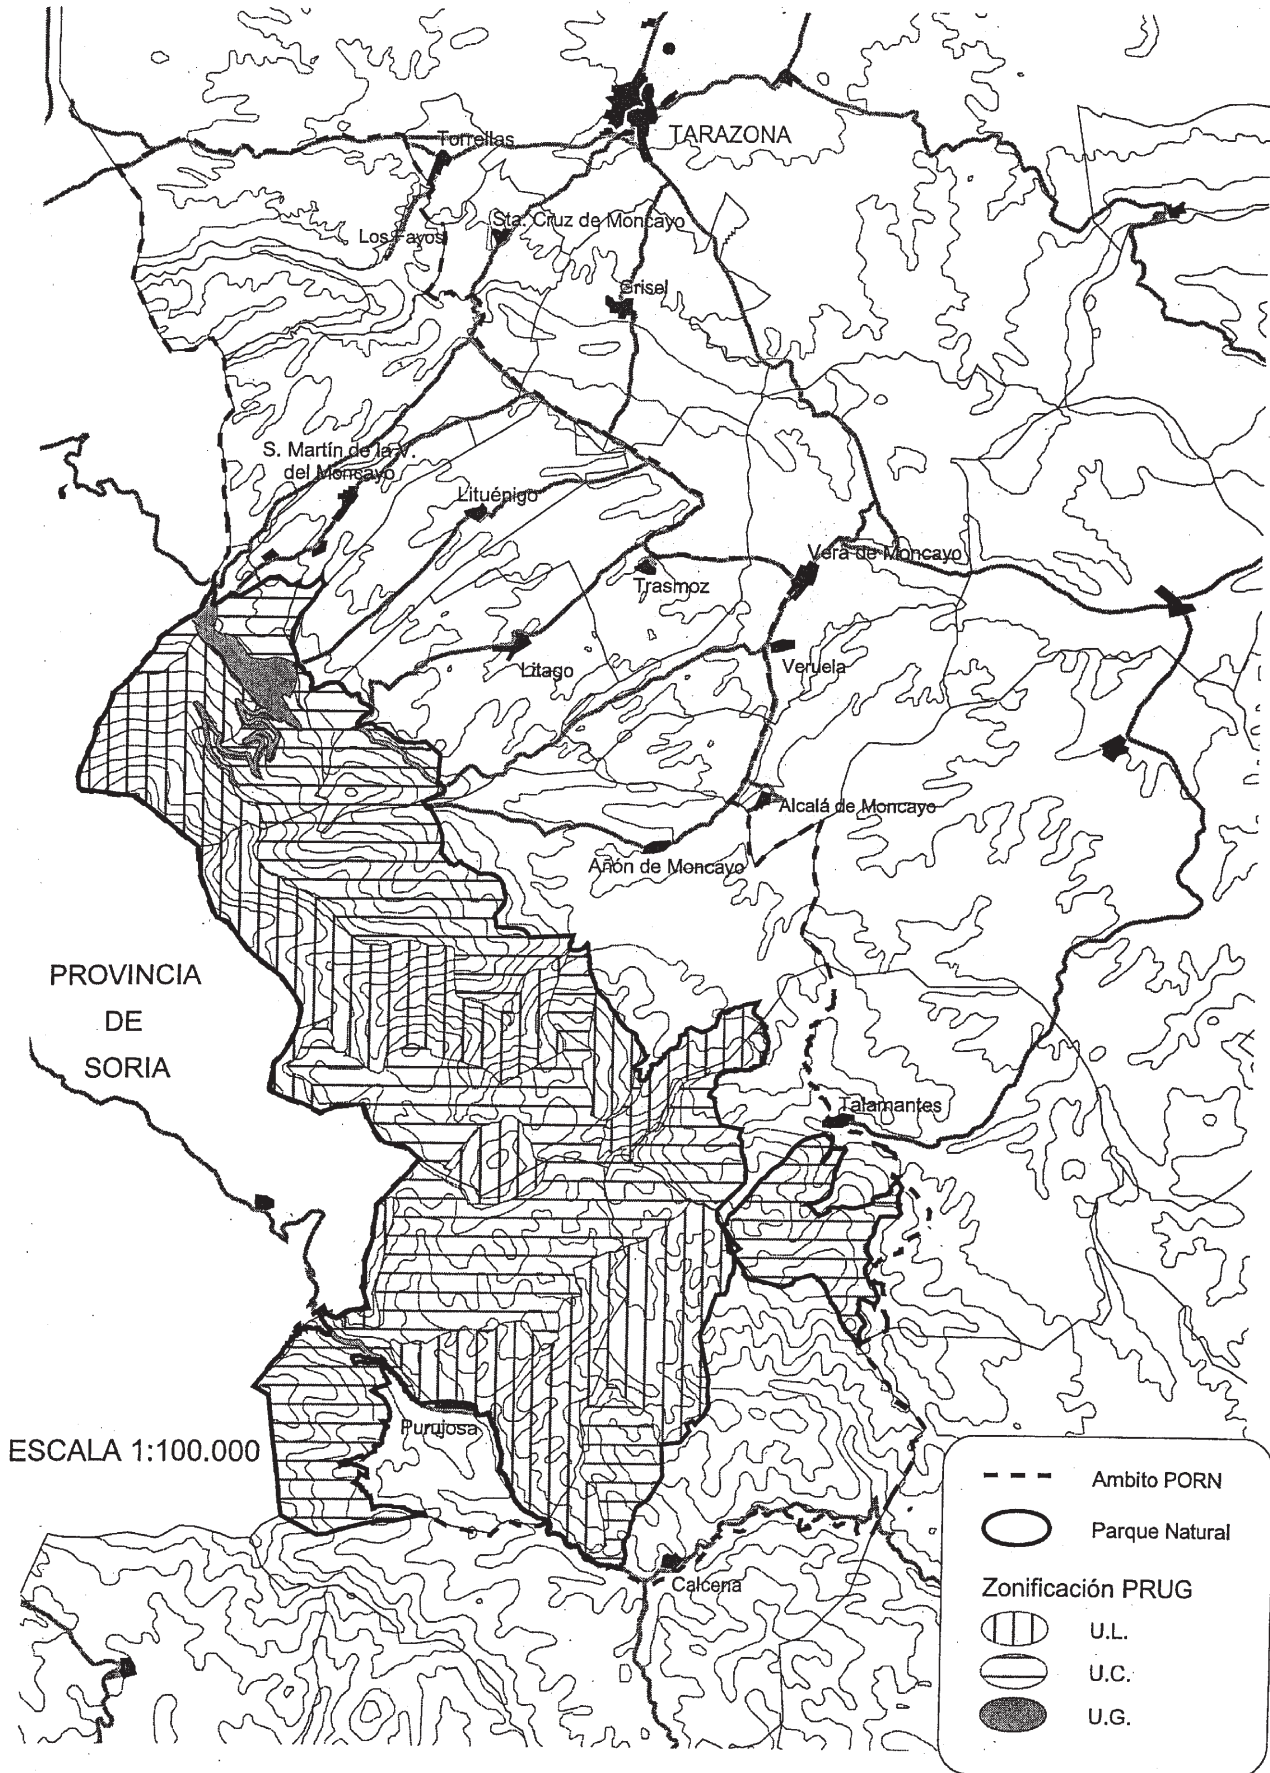 TARAZONA
Torrellas
Sta. Cruz de Moncayo
Los Fayos
Grisel
S. Martín de la V.
del Moncayo
Lituénigo
Vera de Moncayo
Trasmoz
Litago
Veruela
Alcalá de Moncayo
Añón de Moncayo
PROVINCIA
DE
SORIA
Talamantes
Purujosa
ESCALA 1:100.000
Calcena
Ambito PORN
Parque Natural
Zonificación PRUG
U.L.
U.C.
U.G.